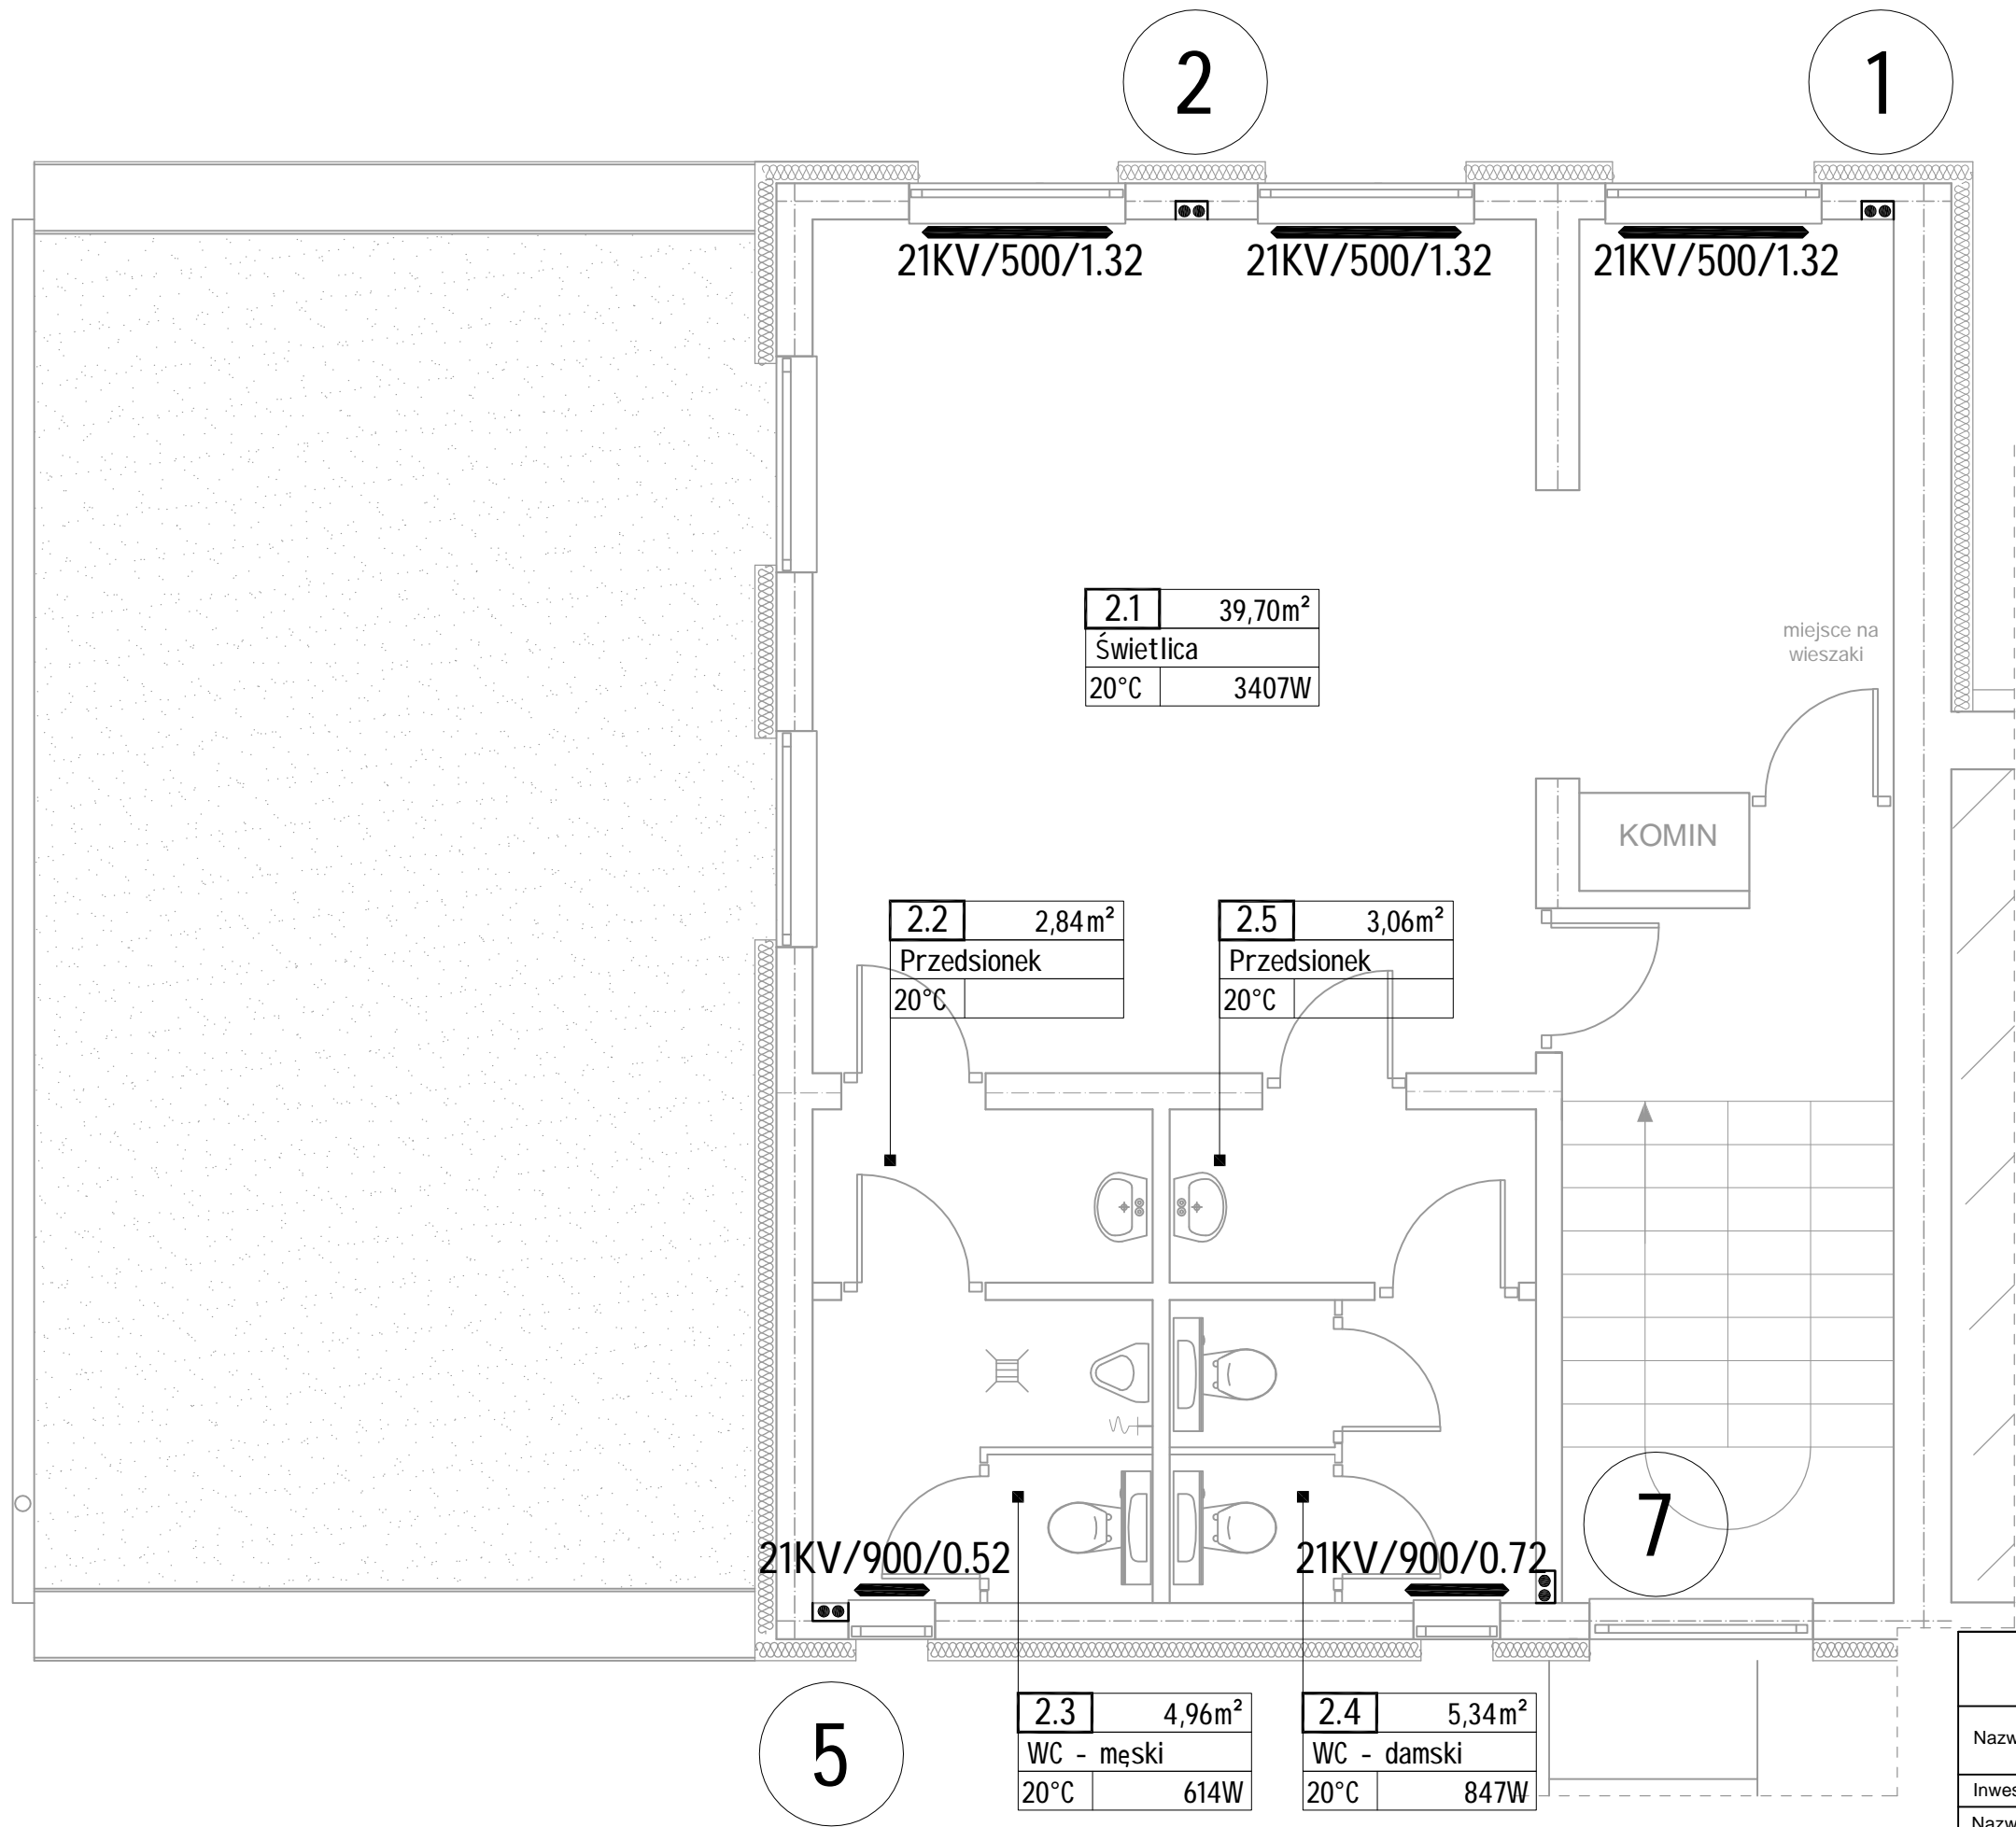 2
1
21KV/500/1.32
21KV/500/1.32
21KV/500/1.32
2.1 39,70m²
Świetlica
20°C 3407W
miejsce na
wieszaki
KOMIN
2.2 2,84m²
Przedsionek
20°C
2.5 3,06m²
Przedsionek
20°C
21KV/900/0.52
21KV/900/0.72
7
5
2.3 4,96m²
WC - męski
20°C 614W
2.4 5,34m²
WC - damski
20°C 847W